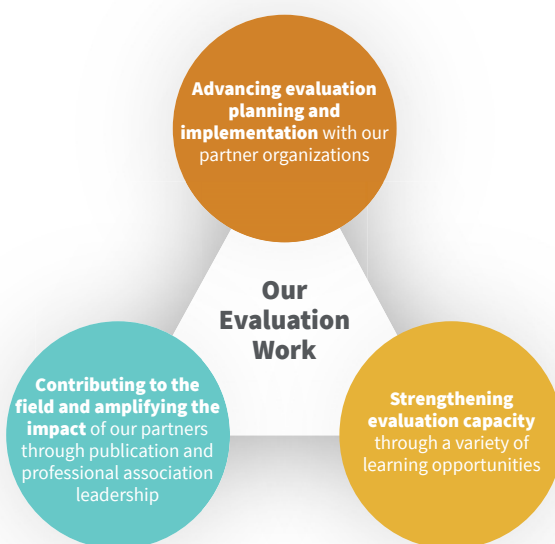 Advancing evaluation
planning and
implementation with our
partner organizations
Our
Evaluation
Work
Contributing to the
field and amplifying the
impact of our partners
through publication and
professional association
leadership
Strengthening
evaluation capacity
through a variety of
learning opportunities